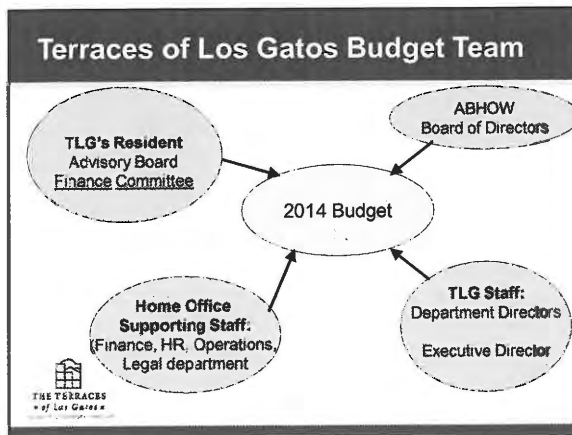 Terraces of Los Gatos Budget Team
TLG's Resident
Advisory Board
Finance Committee
ABHOW
Board of Directors
2014 Budget
Home Office
Supporting Staff:
(Finance, HR, Operations,
Legal department
TLG Staff:
Department Directors
Executive Director
THE TERRACES
of Los Gatos